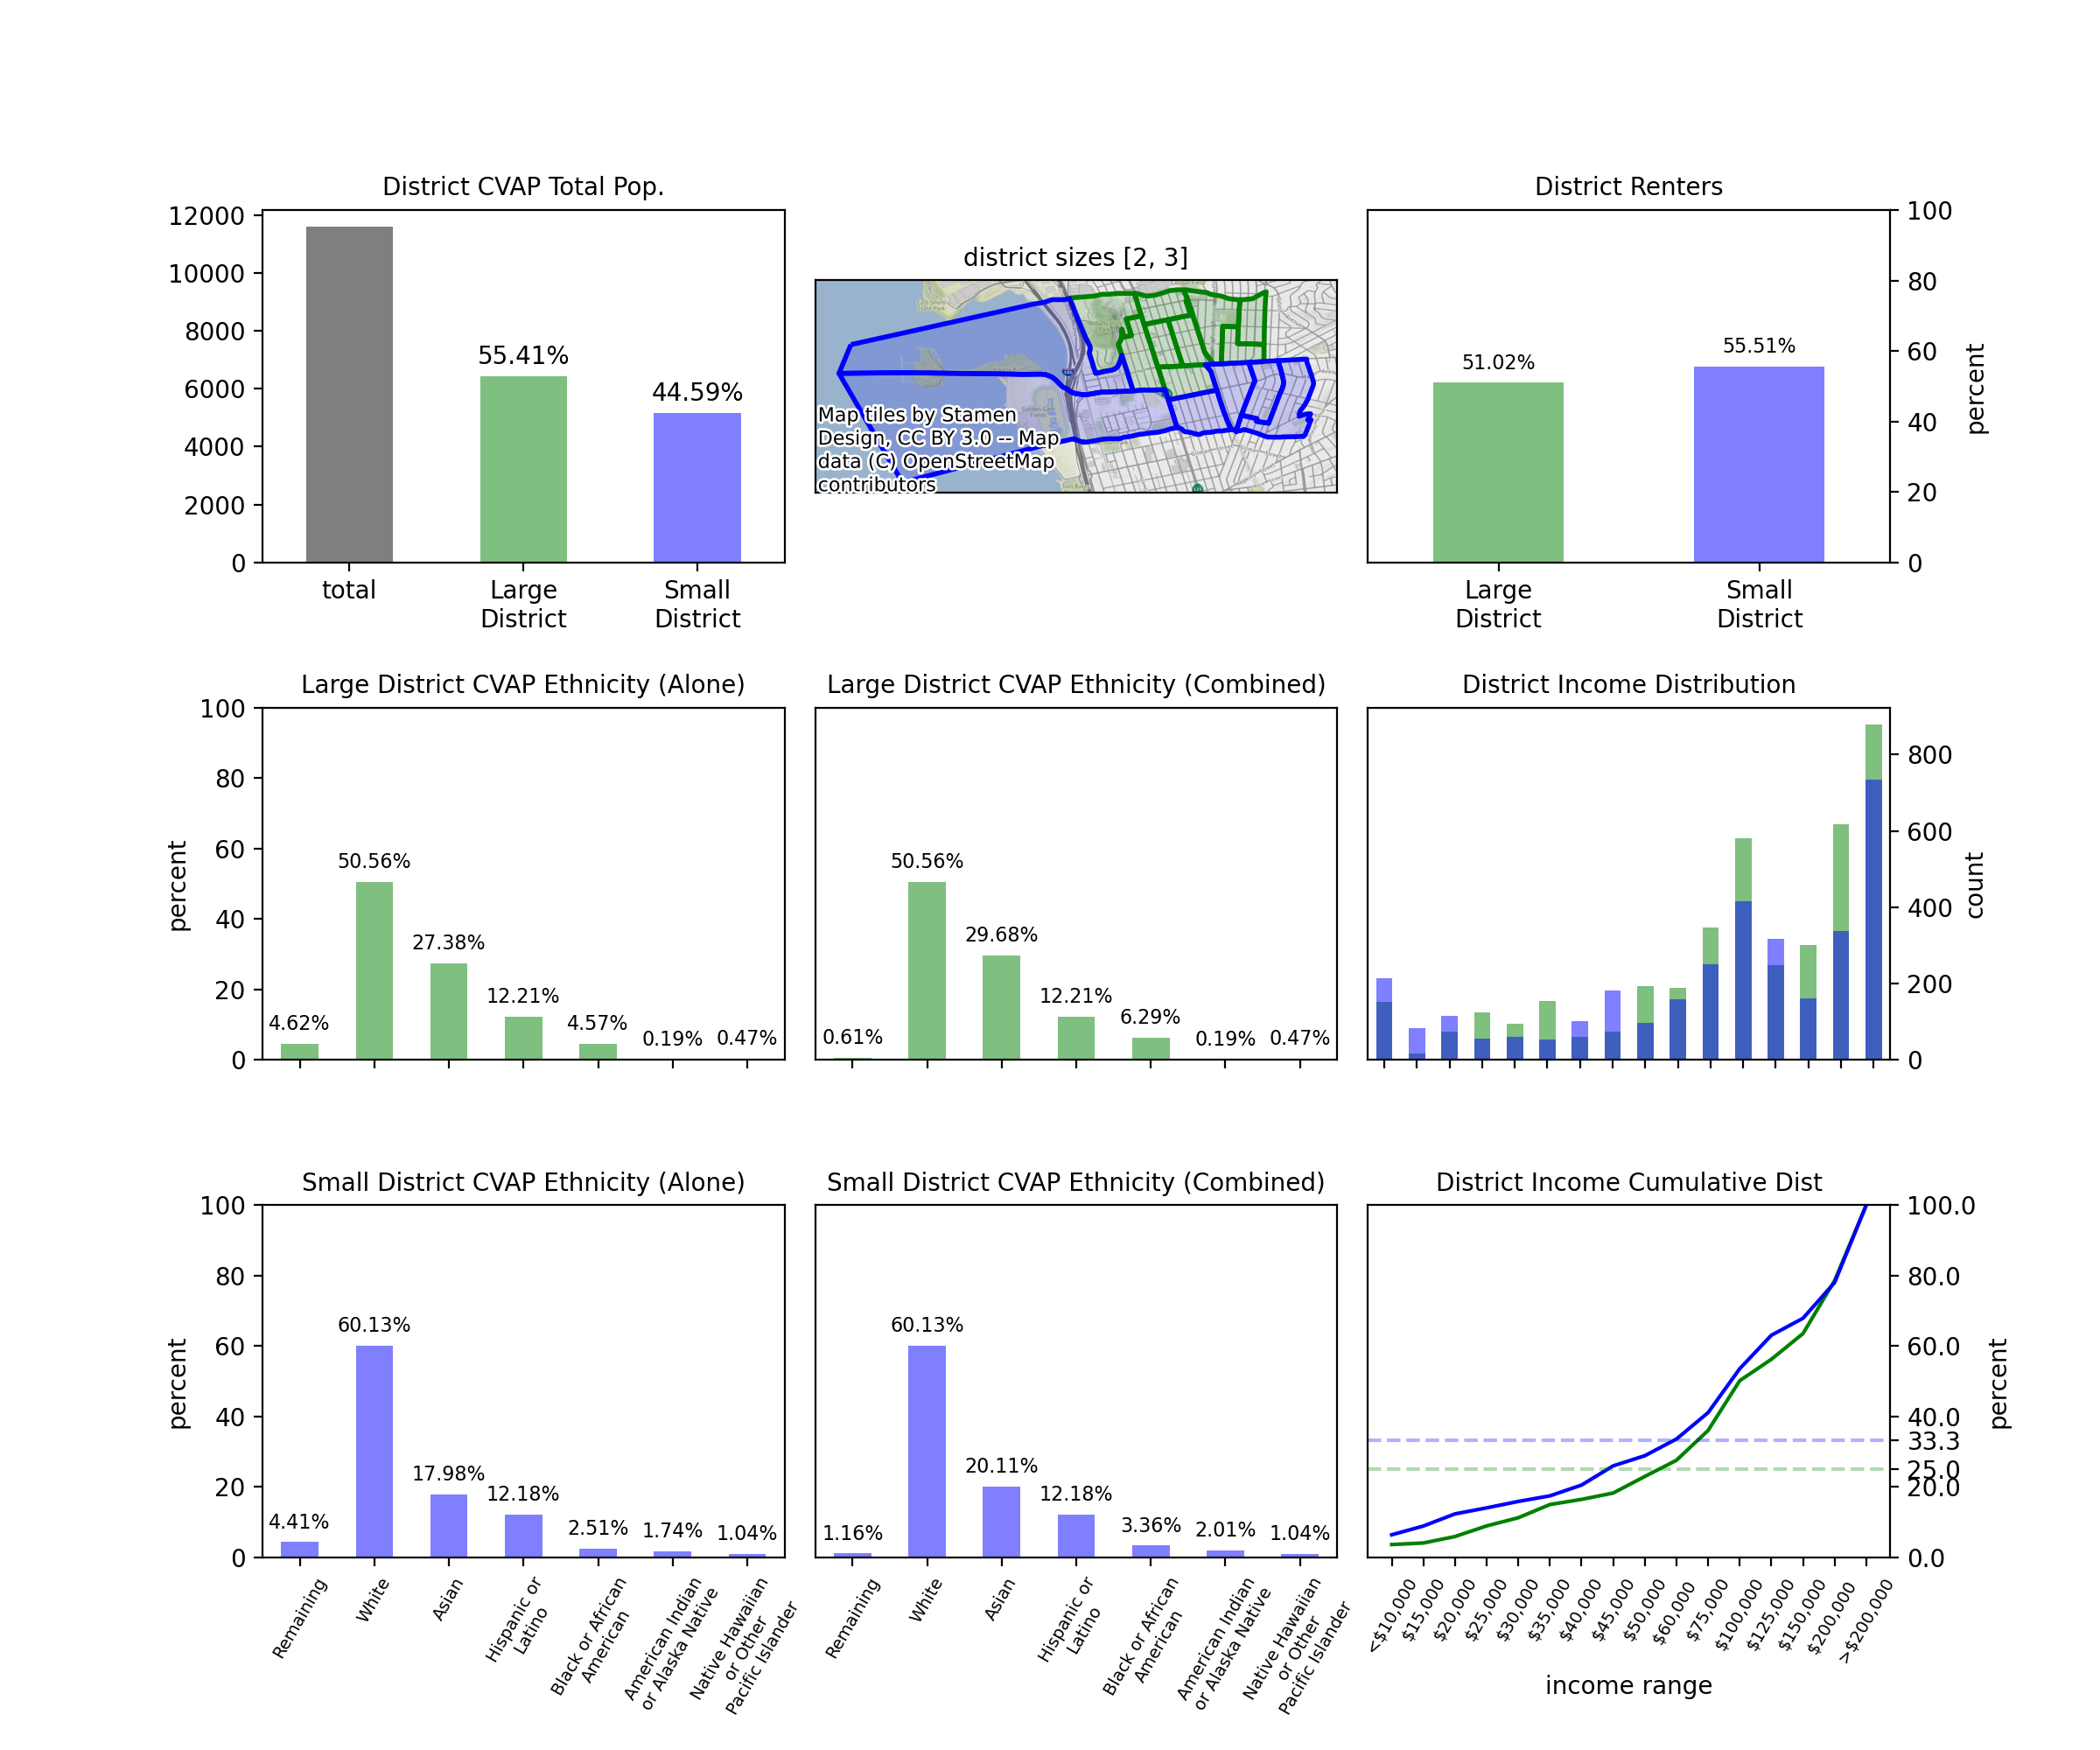 District CVAP Total Pop.
12000
10000
8000
6000
4000
2000
0
55.41%
44.59%
total
Large
District
Small
District
district sizes [2, 3]
Map tiles by Stamen
Design, CC BY 3.0 -- Map
data (C) OpenStreetMap
contributors
District Renters
51.02%
55.51%
100
80
60
40
20
0
percent
Large
District
Small
District
Large District CVAP Ethnicity (Alone)
percent
100
80
60
40
20
0
4.62%
50.56%
27.38%
12.21%
4.57%
0.19%
0.47%
Large District CVAP Ethnicity (Combined)
0.61%
50.56%
29.68%
12.21%
6.29%
0.19%
0.47%
District Income Distribution
800
600
400
200
0
count
Small District CVAP Ethnicity (Alone)
percent
100
80
60
40
20
0
4.41%
60.13%
17.98%
12.18%
2.51%
1.74%
1.04%
Remaining
White
Asian
Hispanic or
Latino
Black or African
American
American Indian
or Alaska Native
Native Hawaiian
or Other
Pacific Islander
Small District CVAP Ethnicity (Combined)
1.16%
60.13%
20.11%
12.18%
3.36%
2.01%
1.04%
Remaining
White
Asian
Hispanic or
Latino
Black or African
American
American Indian
or Alaska Native
Native Hawaiian
or Other
Pacific Islander
District Income Cumulative Dist
100.0
80.0
60.0
40.0
33.3
25.0
20.0
0.0
percent
<$10,000
$15,000
$20,000
$25,000
$30,000
$35,000
$40,000
$45,000
$50,000
$60,000
$75,000
$100,000
$125,000
$150,000
$200,000
>$200,000
income range